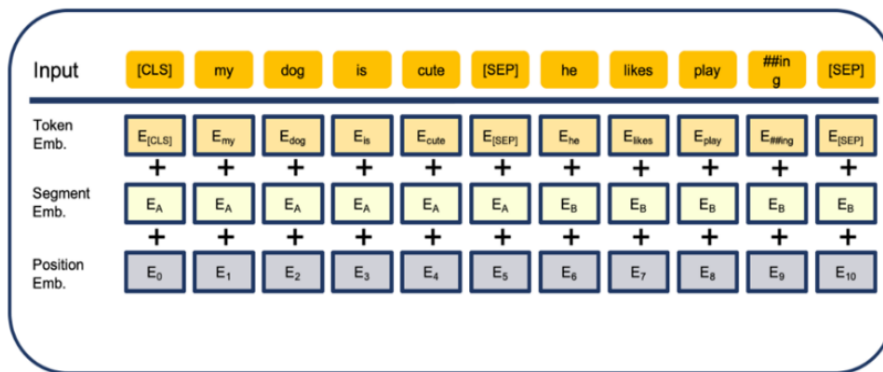 Input [CLS] my dog is cute [SEP] he likes play ##in
g [SEP]
Token
Emb. E[CLS] Emy Edog Eis Ecute E[SEP] Ehe Elikes Eplay E##ing E[SEP]
+ + + + + + + + + + +
Segment
Emb. EA EA EA EA EA EA EB EB EB EB EB
+ + + + + + + + + + +
Position
Emb. E0 E1 E2 E3 E4 E5 E6 E7 E8 E9 E10